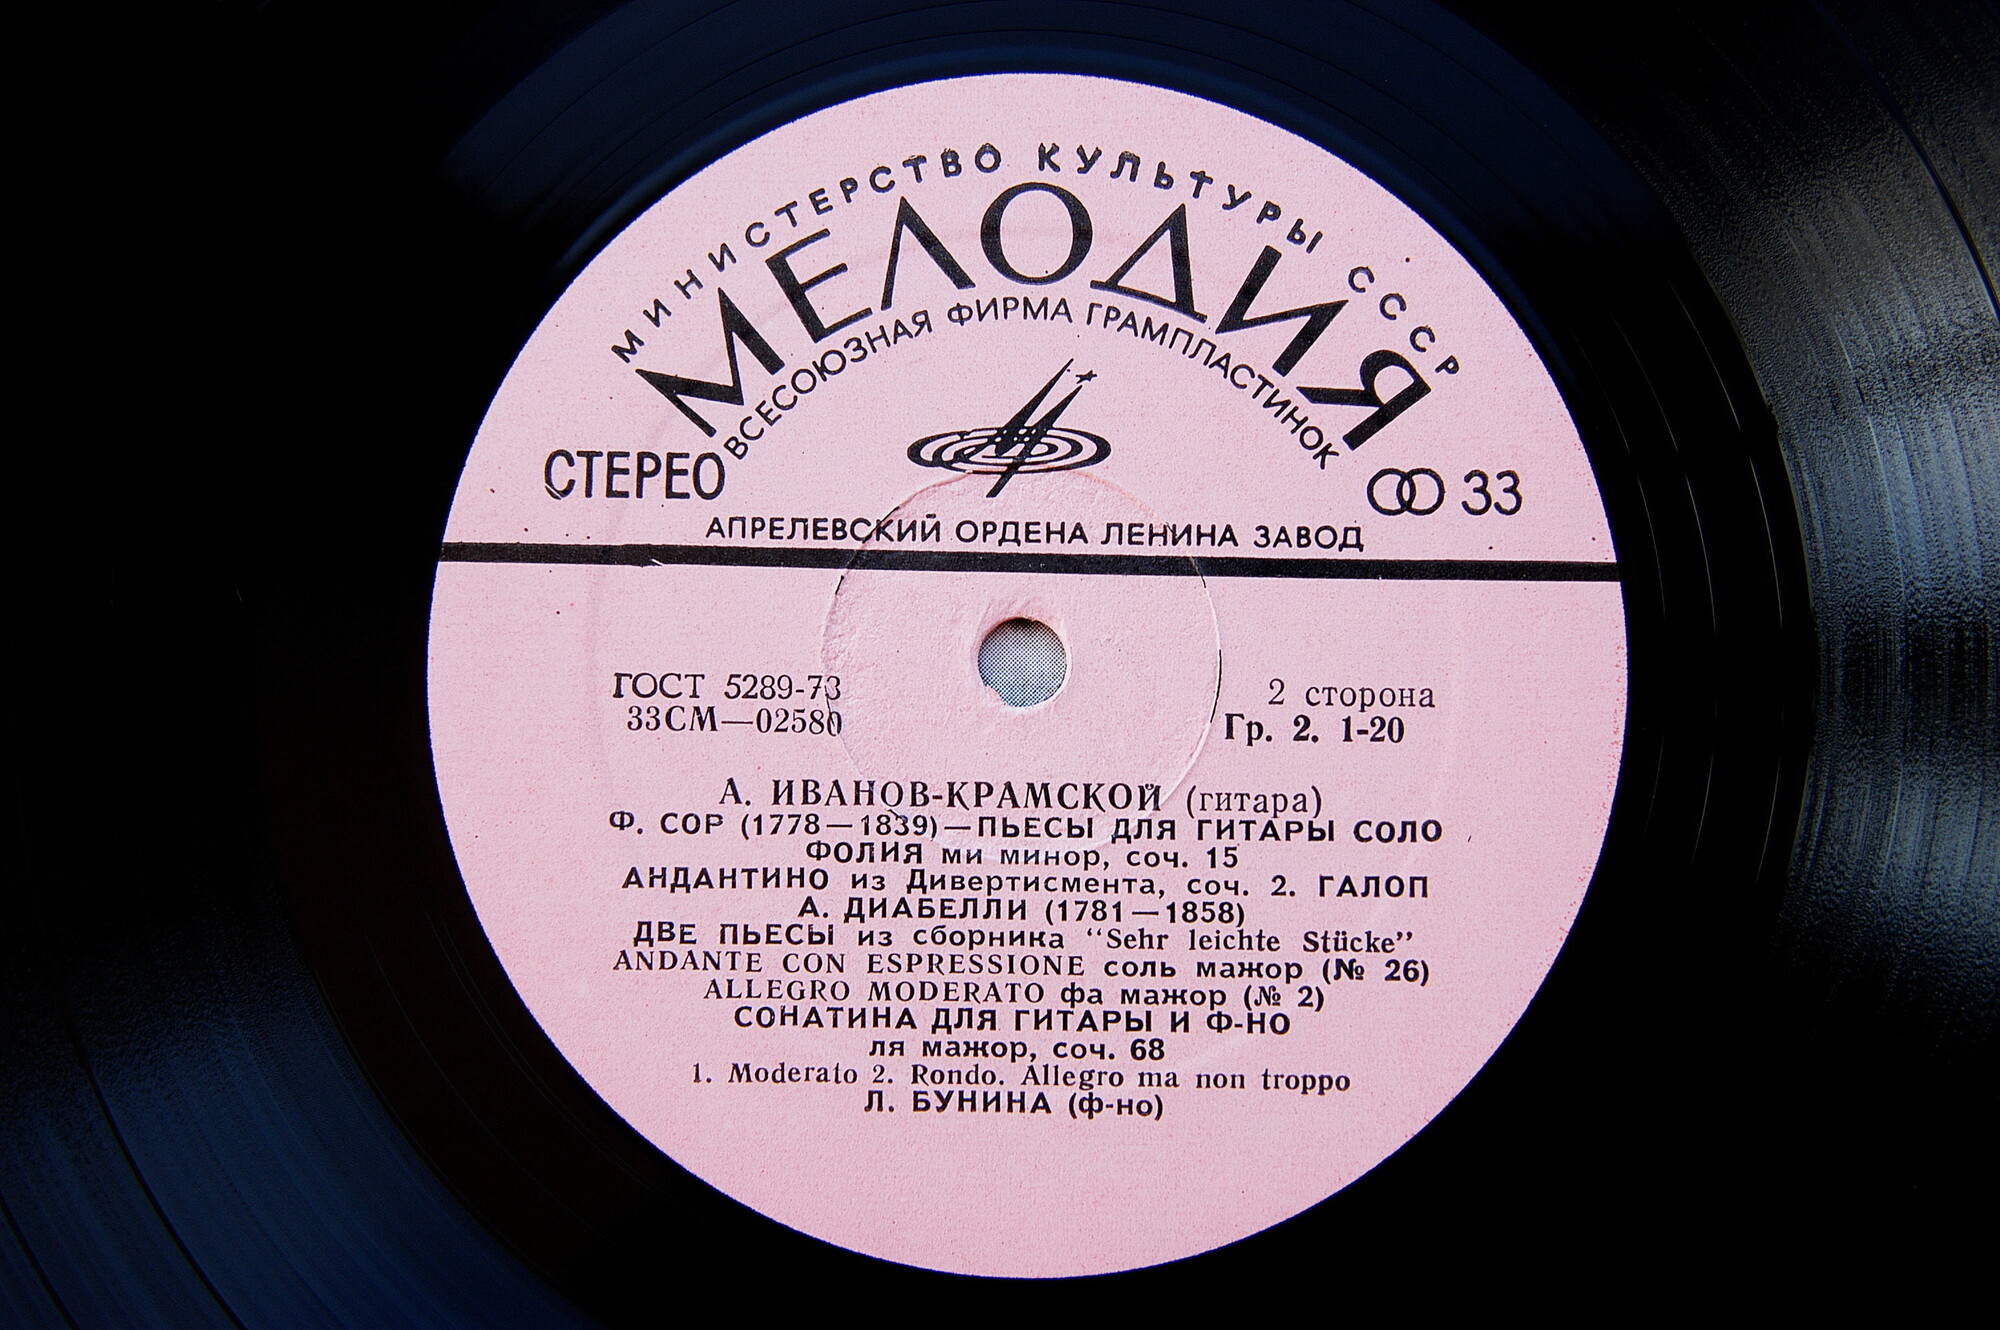 МИНИСТЕРСТВО КУЛЬТУРЫ СССР
МЕЛОДИЯ
ВСЕСОЮЗНАЯ ФИРМА ГРАМПЛАСТИНОК
СТЕРЕО
33
АПРЕЛЕВСКИЙ ОРДЕНА ЛЕНИНА ЗАВОД
ГОСТ 5289-73
33СМ—02580
2 сторона
Гр. 2. 1-20
А. ИВАНОВ-КРАМСКОЙ (гитара)
Ф. СОР (1778—1839)—ПЬЕСЫ ДЛЯ ГИТАРЫ СОЛО
ФОЛИЯ ми минор, соч. 15
АНДАНТИНО из Дивертисмента, соч. 2. ГАЛОП
А. ДИАБЕЛЛИ (1781—1858)
ДВЕ ПЬЕСЫ из сборника “Sehr leichte Stücke”
ANDANTE CON ESPRESSIONE соль мажор (№ 26)
ALLEGRO MODERATO фа мажор (№ 2)
СОНАТИНА ДЛЯ ГИТАРЫ И Ф-НО
ля мажор, соч. 68
1. Moderato 2. Rondo. Allegro ma non troppo
Л. БУНИНА (ф-но)